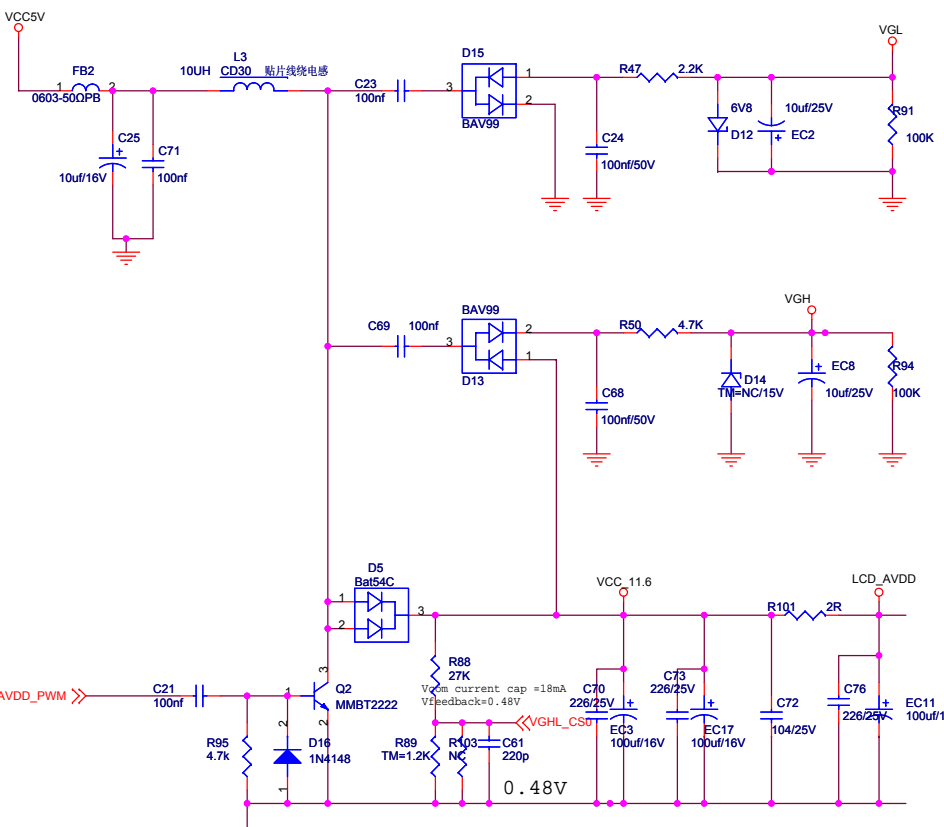 VCC5V
FB2
1
2
0603-50ΩPB
L3
10UH
CD30
贴片线绕电感
C25
+
10uf/16V
C71
100nf
C23
100nf
D15
3
1
2
BAV99
C24
100nf/50V
R47
2.2K
6V8
D12
10uf/25V
+
EC2
VGL
R91
100K
C69
100nf
BAV99
3
2
1
D13
C68
100nf/50V
R50
4.7K
D14
TM=NC/15V
VGH
+
EC8
10uf/25V
R94
100K
D5
Bat54C
1
2
3
VCC_11.6
R101
2R
LCD_AVDD
AVDD_PWM
C21
100nf
1
3
2
Q2
MMBT2222
R95
4.7k
2
D16
1N4148
1
R88
27K
Vcom current cap =18mA
Vfeedback=0.48V
VGHL_CS0
R89
TM=1.2K
R103
NC
C61
220p
0.48V
C70
226/25V
+
EC3
100uf/16V
C73
226/25V
+
EC17
100uf/16V
C72
104/25V
C76
226/25V
+
EC11
100uf/1